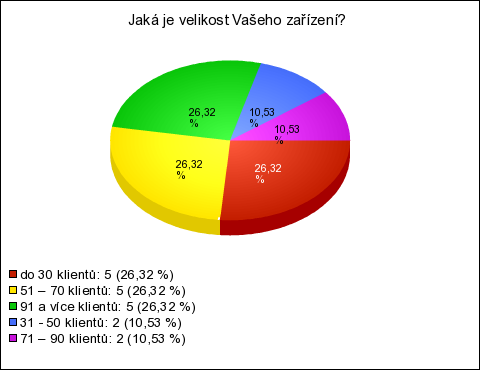 Jaká je velikost Vašeho zařízení?
26,32
%
10,53
%
10,53
%
26,32
%
26,32
%
do 30 klientů: 5 (26,32 %)
51 – 70 klientů: 5 (26,32 %)
91 a více klientů: 5 (26,32 %)
31 - 50 klientů: 2 (10,53 %)
71 – 90 klientů: 2 (10,53 %)